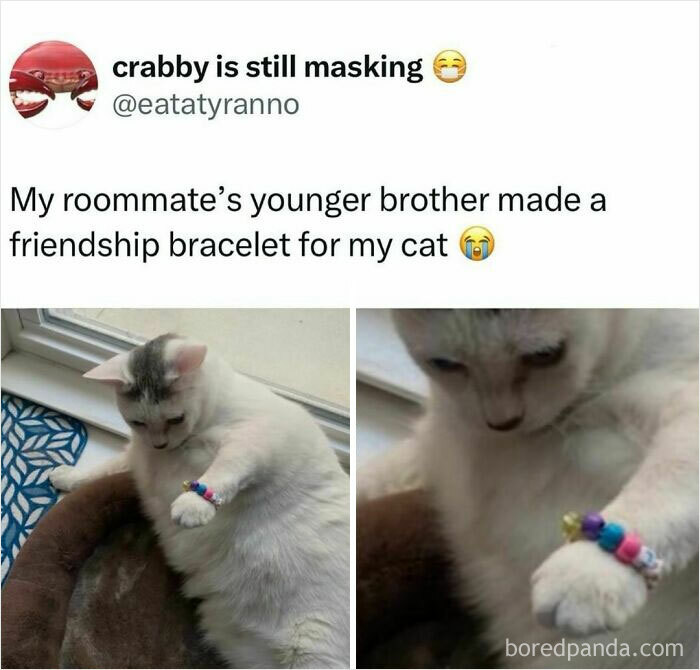 crabby is still masking 😷
@eatatyranno
My roommate’s younger brother made a
friendship bracelet for my cat 😭
boredpanda.com